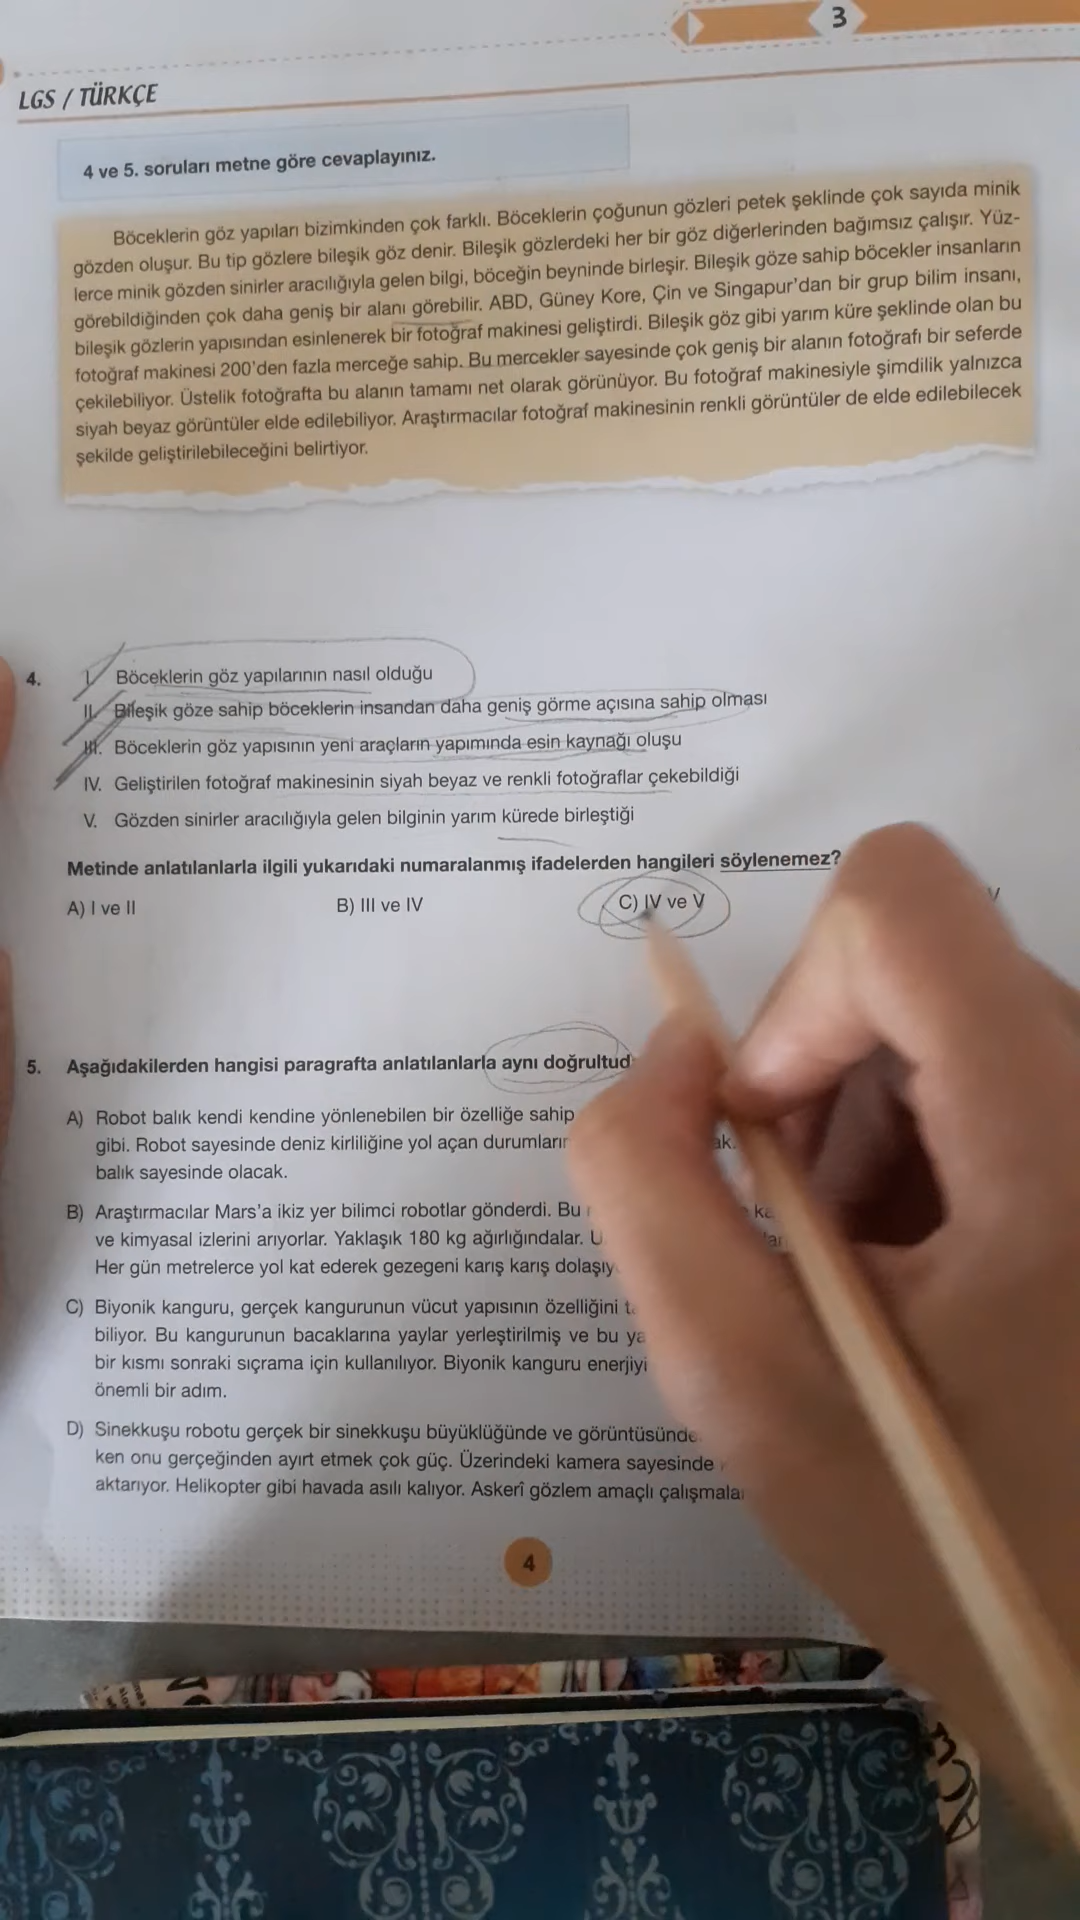 3
LGS / TÜRKÇE
4 ve 5. soruları metne göre cevaplayınız.
Böceklerin göz yapıları bizimkinden çok farklı. Böceklerin çoğunun gözleri petek şeklinde çok sayıda minik
gözden oluşur. Bu tip gözlere bileşik göz denir. Bileşik gözlerdeki her bir göz diğerlerinden bağımsız çalışır. Yüz-
lerce minik gözden sinirler aracılığıyla gelen bilgi, böceğin beyninde birleşir. Bileşik göze sahip böcekler insanların
görebildiğinden çok daha geniş bir alanı görebilir. ABD, Güney Kore, Çin ve Singapur'dan bir grup bilim insanı,
bileşik gözlerin yapısından esinlenerek bir fotoğraf makinesi geliştirdi. Bileşik göz gibi yarım küre şeklinde olan bu
fotoğraf makinesi 200'den fazla merceğe sahip. Bu mercekler sayesinde çok geniş bir alanın fotoğrafı bir seferde
çekilebiliyor. Üstelik fotoğrafta bu alanın tamamı net olarak görünüyor. Bu fotoğraf makinesiyle şimdilik yalnızca
siyah beyaz görüntüler elde edilebiliyor. Araştırmacılar fotoğraf makinesinin renkli görüntüler de elde edilebilecek
şekilde geliştirilebileceğini belirtiyor.
4. I. Böceklerin göz yapılarının nasıl olduğu
II. Bileşik göze sahip böceklerin insandan daha geniş görme açısına sahip olması
III. Böceklerin göz yapısının yeni araçların yapımında esin kaynağı oluşu
IV. Geliştirilen fotoğraf makinesinin siyah beyaz ve renkli fotoğraflar çekebildiği
V. Gözden sinirler aracılığıyla gelen bilginin yarım kürede birleştiği
Metinde anlatılanlarla ilgili yukarıdaki numaralanmış ifadelerden hangileri söylenemez?
A) I ve II B) III ve IV C) IV ve V V
5. Aşağıdakilerden hangisi paragrafta anlatılanlarla aynı doğrultud
A) Robot balık kendi kendine yönlenebilen bir özelliğe sahip
gibi. Robot sayesinde deniz kirliliğine yol açan durumların ak.
balık sayesinde olacak.
B) Araştırmacılar Mars'a ikiz yer bilimci robotlar gönderdi. Bu
ve kimyasal izlerini arıyorlar. Yaklaşık 180 kg ağırlığındalar.
Her gün metrelerce yol kat ederek gezegeni karış karış dolaşıy
C) Biyonik kanguru, gerçek kangurunun vücut yapısının özelliğini
biliyor. Bu kangurunun bacaklarına yaylar yerleştirilmiş ve bu ya
bir kısmı sonraki sıçrama için kullanılıyor. Biyonik kanguru enerjiyi
önemli bir adım.
D) Sinekkuşu robotu gerçek bir sinekkuşu büyüklüğünde ve görüntüsünde
ken onu gerçeğinden ayırt etmek çok güç. Üzerindeki kamera sayesinde
aktarıyor. Helikopter gibi havada asılı kalıyor. Askerî gözlem amaçlı çalışmala
4